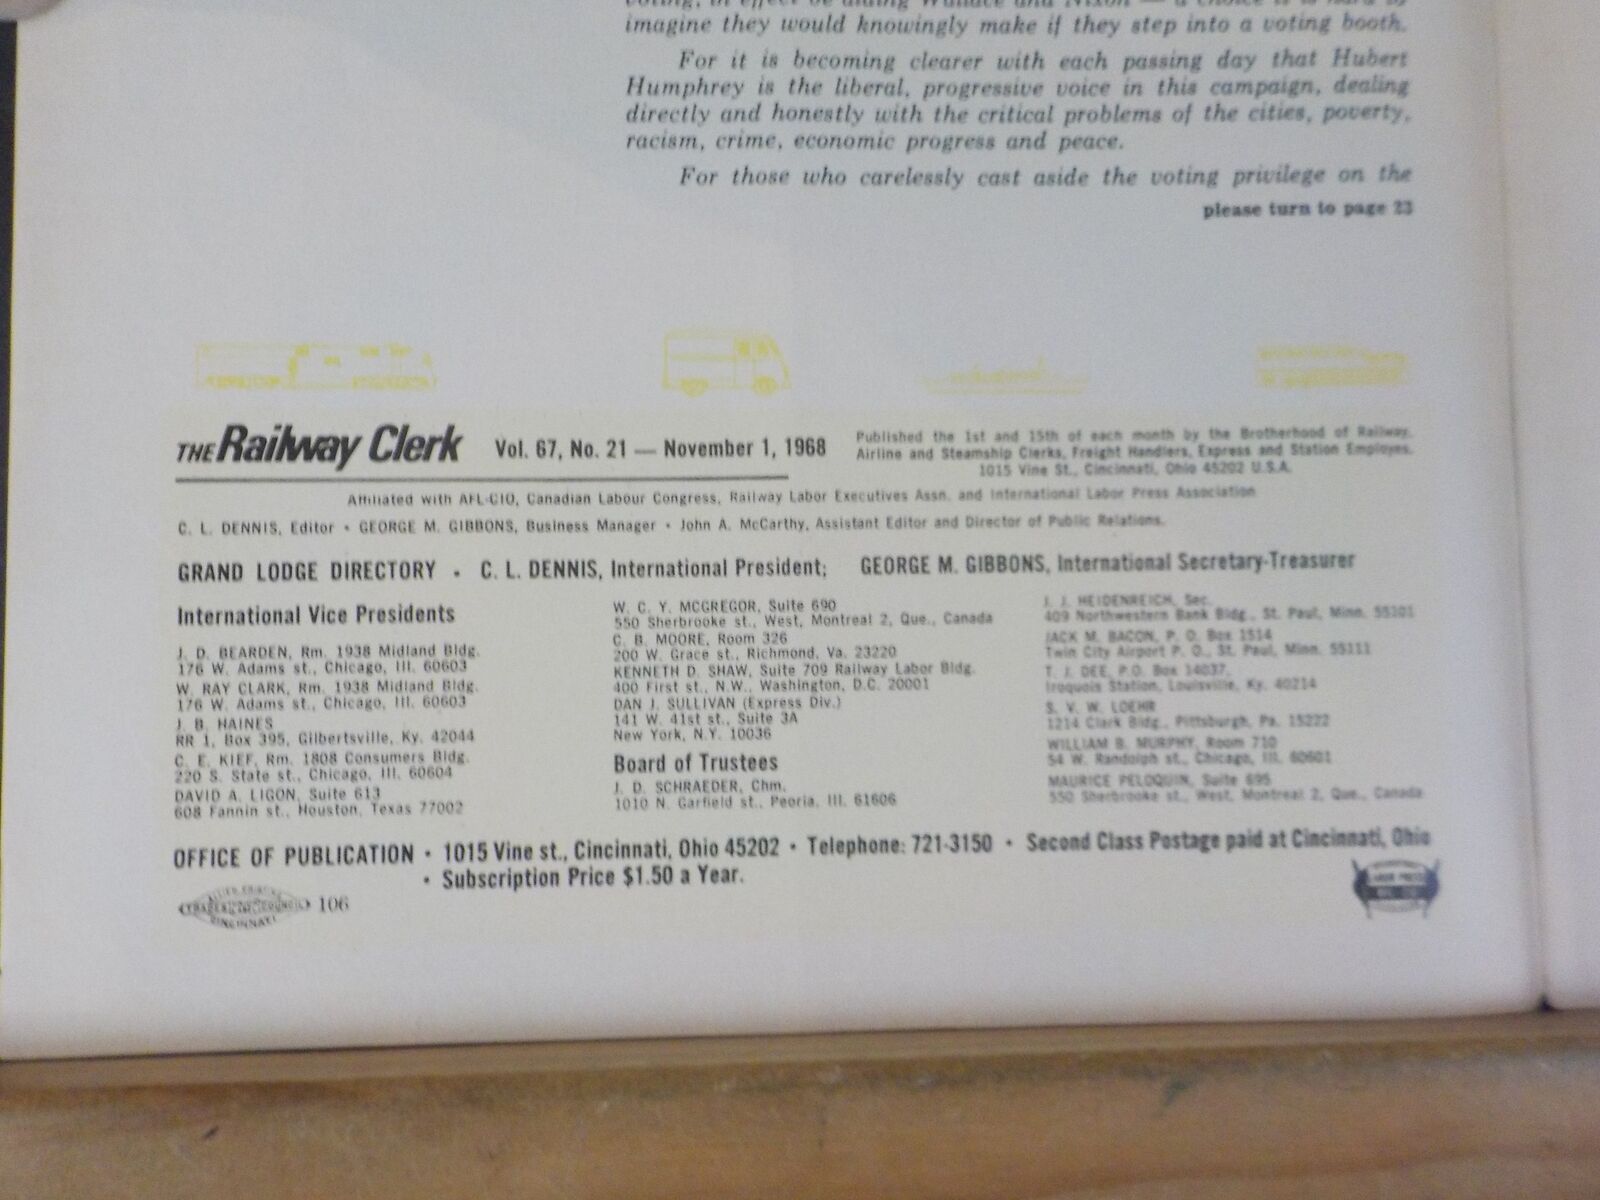 imagine they would knowingly make if they step into a voting booth.
For it is becoming clearer with each passing day that Hubert
Humphrey is the liberal, progressive voice in this campaign, dealing
directly and honestly with the critical problems of the cities, poverty,
racism, crime, economic progress and peace.
For those who carelessly cast aside the voting privilege on the
please turn to page 23
THE Railway Clerk Vol. 67, No. 21 — November 1, 1968
Published the 1st and 15th of each month by the Brotherhood of Railway,
Airline and Steamship Clerks, Freight Handlers, Express and Station Employes,
1015 Vine St., Cincinnati, Ohio 45202 U.S.A.
Affiliated with AFL-CIO, Canadian Labour Congress, Railway Labor Executives Assn. and International Labor Press Association
C. L. DENNIS, Editor • GEORGE M. GIBBONS, Business Manager • John A. McCarthy, Assistant Editor and Director of Public Relations.
GRAND LODGE DIRECTORY • C. L. DENNIS, International President; GEORGE M. GIBBONS, International Secretary-Treasurer
International Vice Presidents
J. D. BEARDEN, Rm. 1938 Midland Bldg.
176 W. Adams st., Chicago, Ill. 60603
W. RAY CLARK, Rm. 1938 Midland Bldg.
176 W. Adams st., Chicago, Ill. 60603
J. B. HAINES
RR 1, Box 395, Gilbertsville, Ky. 42044
C. E. KIEF, Rm. 1808 Consumers Bldg.
220 S. State st., Chicago, Ill. 60604
DAVID A. LIGON, Suite 613
608 Fannin st., Houston, Texas 77002
W. C. Y. MCGREGOR, Suite 690
550 Sherbrooke st., West, Montreal 2, Que., Canada
C. B. MOORE, Room 326
200 W. Grace st., Richmond, Va. 23220
KENNETH D. SHAW, Suite 709 Railway Labor Bldg.
400 First st., N.W., Washington, D.C. 20001
DAN J. SULLIVAN (Express Div.)
141 W. 41st st., Suite 3A
New York, N.Y. 10036
Board of Trustees
J. D. SCHRAEDER, Chm.
1010 N. Garfield st., Peoria, Ill. 61606
J. J. HEIDENREICH, Sec.
409 Northwestern Bank Bldg., St. Paul, Minn. 55101
JACK M. BACON, P. O. Box 1514
Twin City Airport P. O., St. Paul, Minn. 55111
T. J. DEE, P.O. Box 14037,
Iroquois Station, Louisville, Ky. 40214
S. V. W. LOEHR
1214 Clark Bldg., Pittsburgh, Pa. 15222
WILLIAM B. MURPHY, Room 710
54 W. Randolph st., Chicago, Ill. 60601
MAURICE PELOQUIN, Suite 695
550 Sherbrooke st., West, Montreal 2, Que., Canada
OFFICE OF PUBLICATION • 1015 Vine st., Cincinnati, Ohio 45202 • Telephone: 721-3150 • Second Class Postage paid at Cincinnati, Ohio
• Subscription Price $1.50 a Year.
ALLIED PRINTING
TRADES COUNCIL
CINCINNATI
106
LABOR PRESS